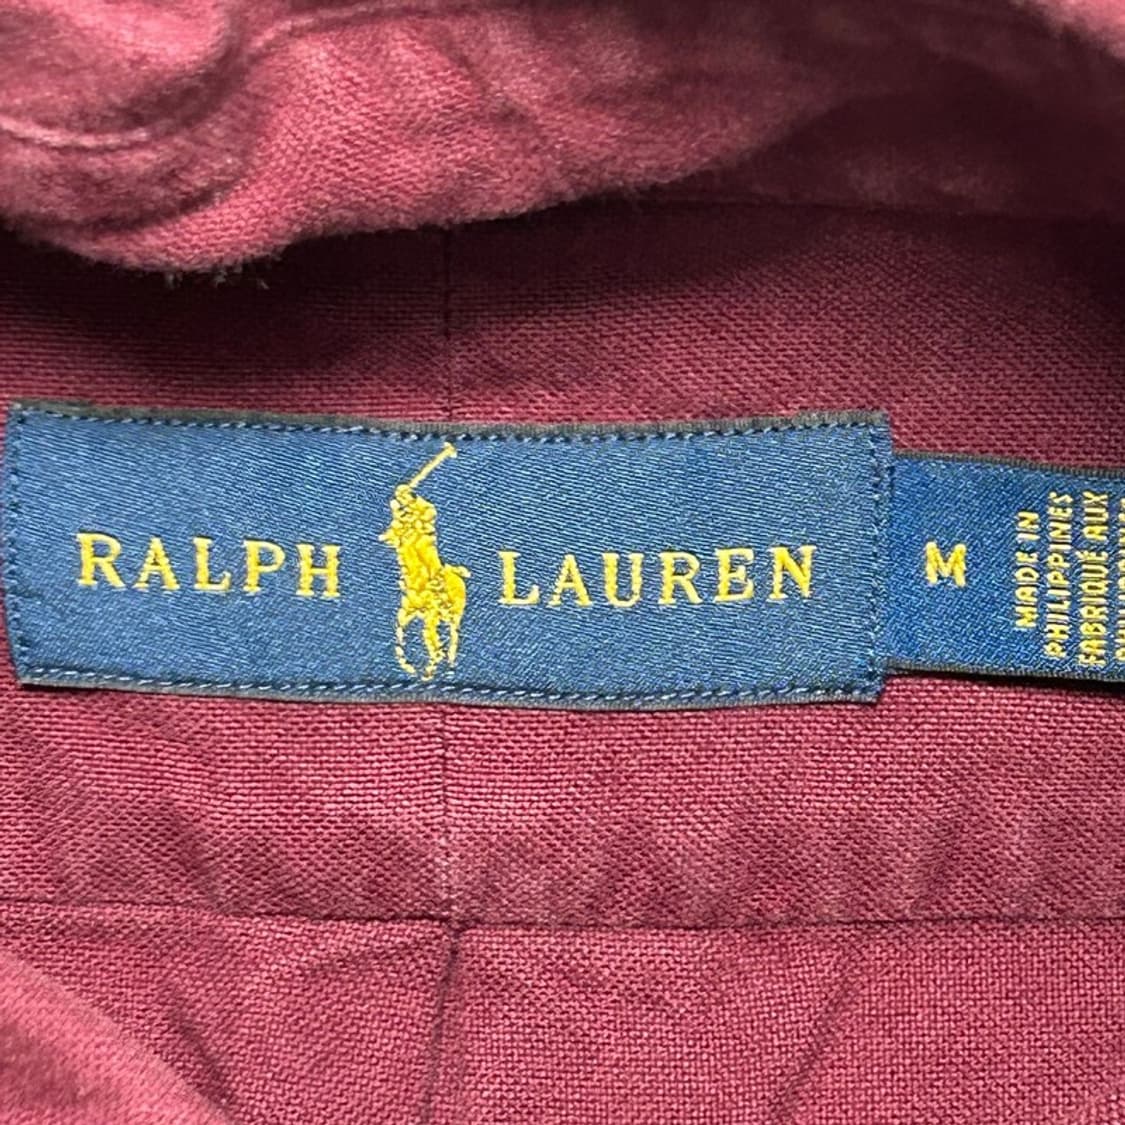 RALPH LAUREN
M
MADE IN
PHILIPPINES
FABRIQUÉ AUX